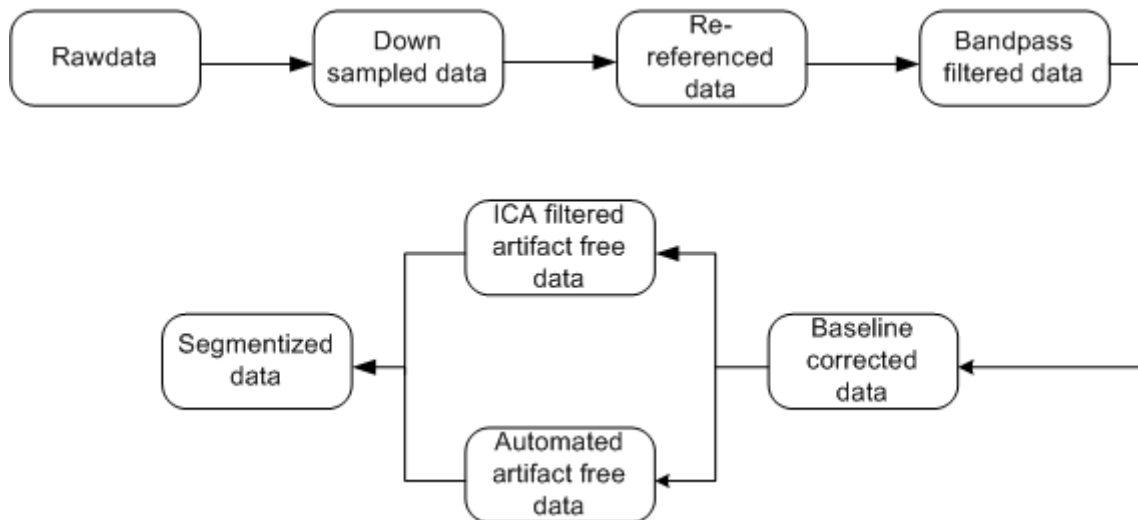 Rawdata
Down
sampled data
Re-
referenced
data
Bandpass
filtered data
ICA filtered
artifact free
data
Segmentized
data
Baseline
corrected
data
Automated
artifact free
data